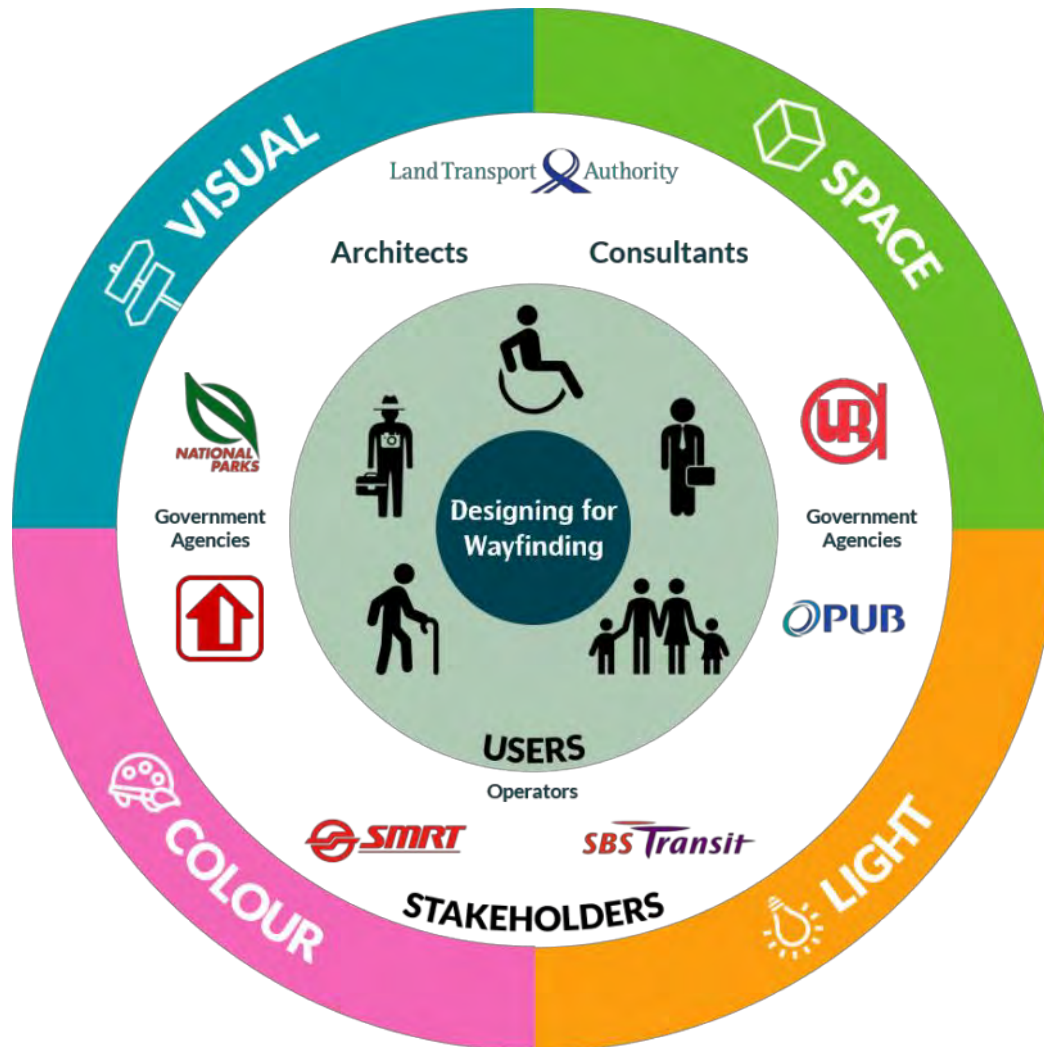 VISUAL
SPACE
Land Transport Authority
Architects
Consultants
NATIONAL
PARKS
UR
Government
Agencies
Government
Agencies
Designing for
Wayfinding
PUB
USERS
Operators
SMRT
SBS Transit
STAKEHOLDERS
COLOUR
LIGHT